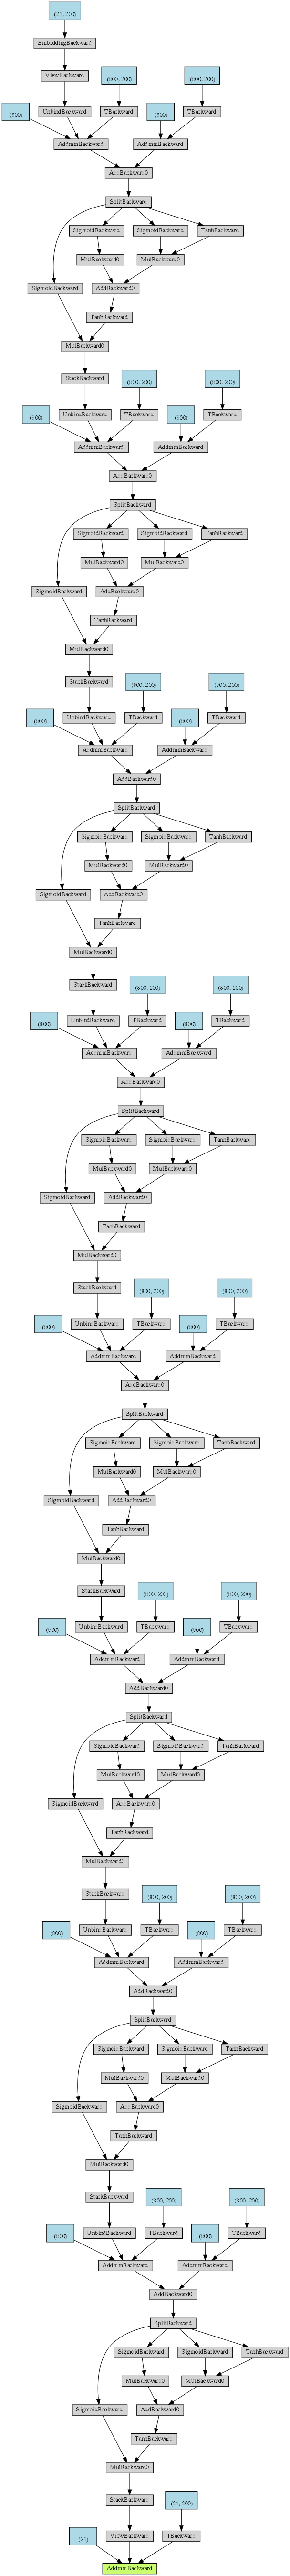 (21, 200)
EmbeddingBackward
ViewBackward (800, 200) (800, 200)
(800) UnbindBackward TBackward (800) TBackward
AddmmBackward AddmmBackward
AddBackward0
SplitBackward
SigmoidBackward SigmoidBackward TanhBackward
MulBackward0 MulBackward0
SigmoidBackward AddBackward0
TanhBackward
MulBackward0
StackBackward (800, 200) (800, 200)
(800) UnbindBackward TBackward (800) TBackward
AddmmBackward AddmmBackward
AddBackward0
SplitBackward
SigmoidBackward SigmoidBackward TanhBackward
MulBackward0 MulBackward0
SigmoidBackward AddBackward0
TanhBackward
MulBackward0
StackBackward (800, 200) (800, 200)
(800) UnbindBackward TBackward (800) TBackward
AddmmBackward AddmmBackward
AddBackward0
SplitBackward
SigmoidBackward SigmoidBackward TanhBackward
MulBackward0 MulBackward0
SigmoidBackward AddBackward0
TanhBackward
MulBackward0
StackBackward (800, 200) (800, 200)
(800) UnbindBackward TBackward (800) TBackward
AddmmBackward AddmmBackward
AddBackward0
SplitBackward
SigmoidBackward SigmoidBackward TanhBackward
MulBackward0 MulBackward0
SigmoidBackward AddBackward0
TanhBackward
MulBackward0
StackBackward (800, 200) (800, 200)
(800) UnbindBackward TBackward (800) TBackward
AddmmBackward AddmmBackward
AddBackward0
SplitBackward
SigmoidBackward SigmoidBackward TanhBackward
MulBackward0 MulBackward0
SigmoidBackward AddBackward0
TanhBackward
MulBackward0
StackBackward (800, 200) (800, 200)
(800) UnbindBackward TBackward (800) TBackward
AddmmBackward AddmmBackward
AddBackward0
SplitBackward
SigmoidBackward SigmoidBackward TanhBackward
MulBackward0 MulBackward0
SigmoidBackward AddBackward0
TanhBackward
MulBackward0
StackBackward (800, 200) (800, 200)
(800) UnbindBackward TBackward (800) TBackward
AddmmBackward AddmmBackward
AddBackward0
SplitBackward
SigmoidBackward SigmoidBackward TanhBackward
MulBackward0 MulBackward0
SigmoidBackward AddBackward0
TanhBackward
MulBackward0
StackBackward (800, 200) (800, 200)
(800) UnbindBackward TBackward (800) TBackward
AddmmBackward AddmmBackward
AddBackward0
SplitBackward
SigmoidBackward SigmoidBackward TanhBackward
MulBackward0 MulBackward0
SigmoidBackward AddBackward0
TanhBackward
MulBackward0
StackBackward (21, 200)
(21) ViewBackward TBackward
AddmmBackward